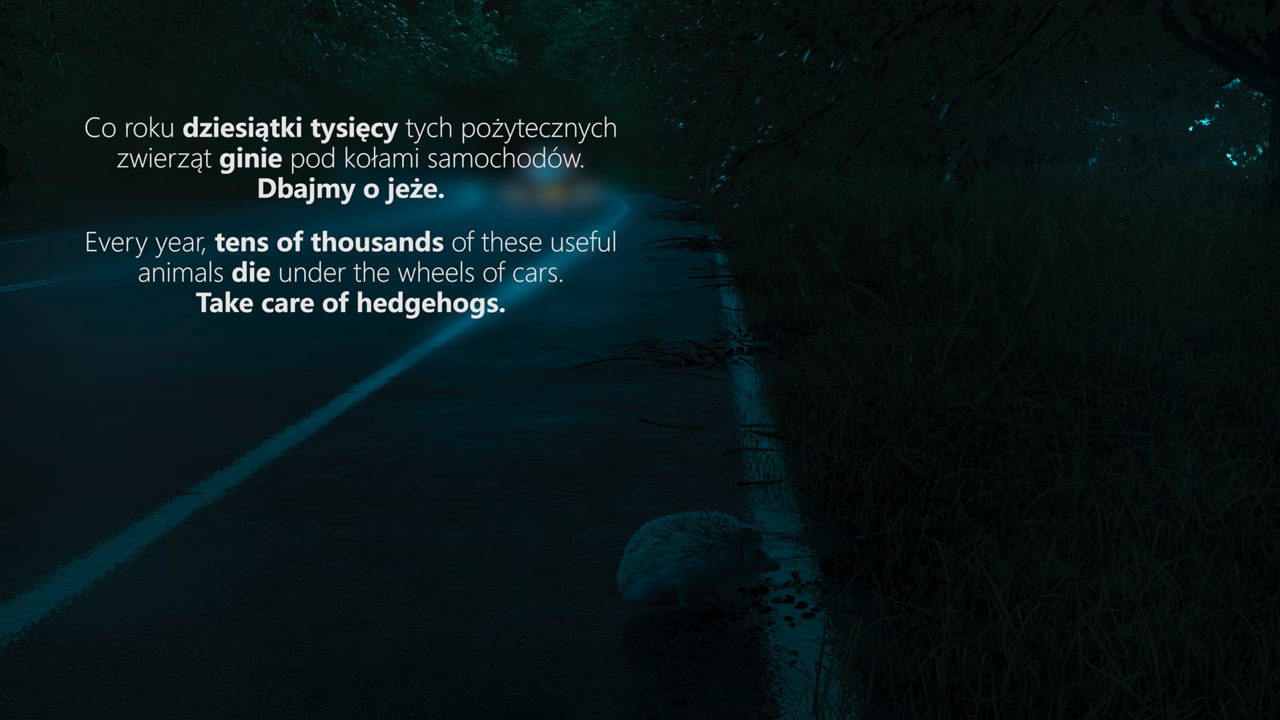 Co roku dziesiątki tysięcy tych pożytecznych
zwierząt ginie pod kołami samochodów.
Dbajmy o jeże.
Every year, tens of thousands of these useful
animals die under the wheels of cars.
Take care of hedgehogs.